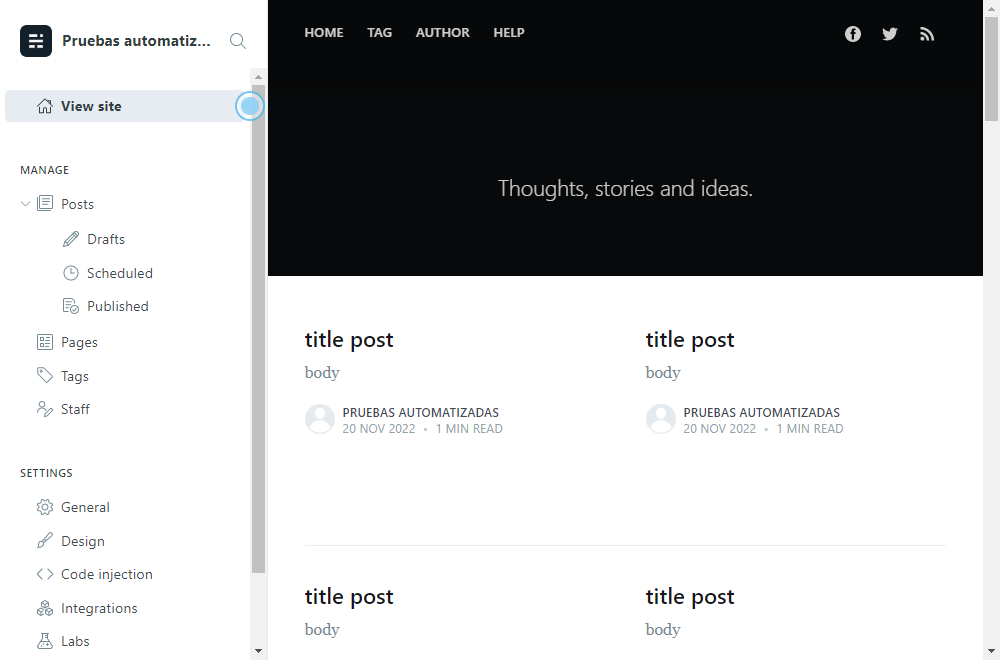 Pruebas automatiz...
View site
MANAGE
Posts
Drafts
Scheduled
Published
Pages
Tags
Staff
SETTINGS
General
Design
Code injection
Integrations
Labs
HOME TAG AUTHOR HELP
Thoughts, stories and ideas.
title post
body
PRUEBAS AUTOMATIZADAS
20 NOV 2022 • 1 MIN READ
title post
body
PRUEBAS AUTOMATIZADAS
20 NOV 2022 • 1 MIN READ
title post
body
title post
body